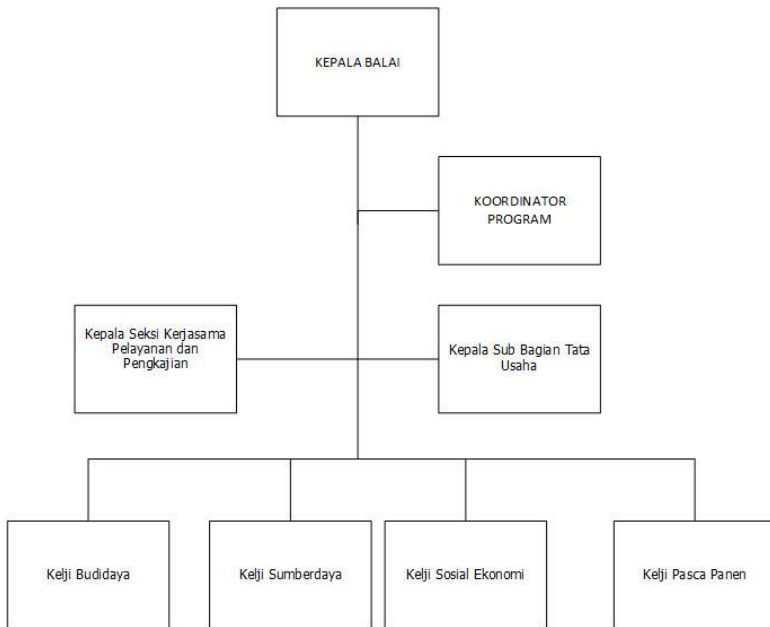 KEPALA BALAI
KOORDINATOR
PROGRAM
Kepala Seksi Kerjasama
Pelayanan dan
Pengkajian
Kepala Sub Bagian Tata
Usaha
Kelji Budidaya
Kelji Sumberdaya
Kelji Sosial Ekonomi
Kelji Pasca Panen